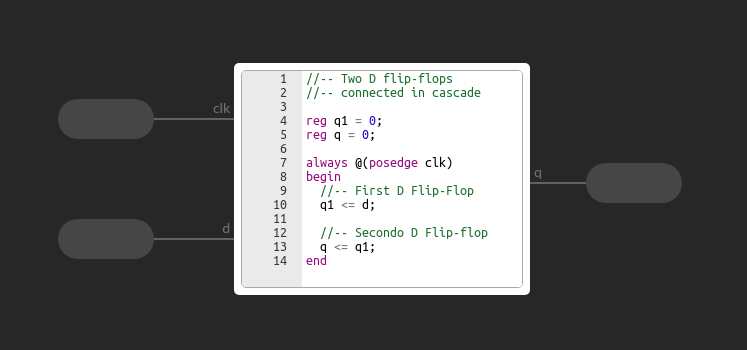 clk
d
1 //-- Two D flip-flops
2 //-- connected in cascade
3
4 reg q1 = 0;
5 reg q = 0;
6
7 always @(posedge clk)
8 begin
9   //-- First D Flip-Flop
10   q1 <= d;
11
12   //-- Secondo D Flip-flop
13   q <= q1;
14 end
q